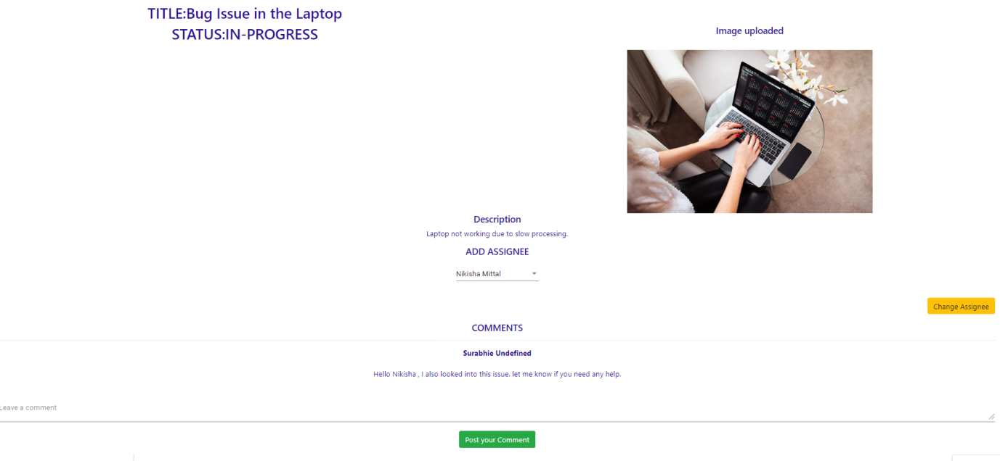 TITLE:Bug Issue in the Laptop
STATUS:IN-PROGRESS
Image uploaded
Description
Laptop not working due to slow processing.
ADD ASSIGNEE
Nikisha Mittal
Change Assignee
COMMENTS
Surabhie Undefined
Hello Nikisha , I also looked into this issue. let me know if you need any help.
Leave a comment
Post your Comment